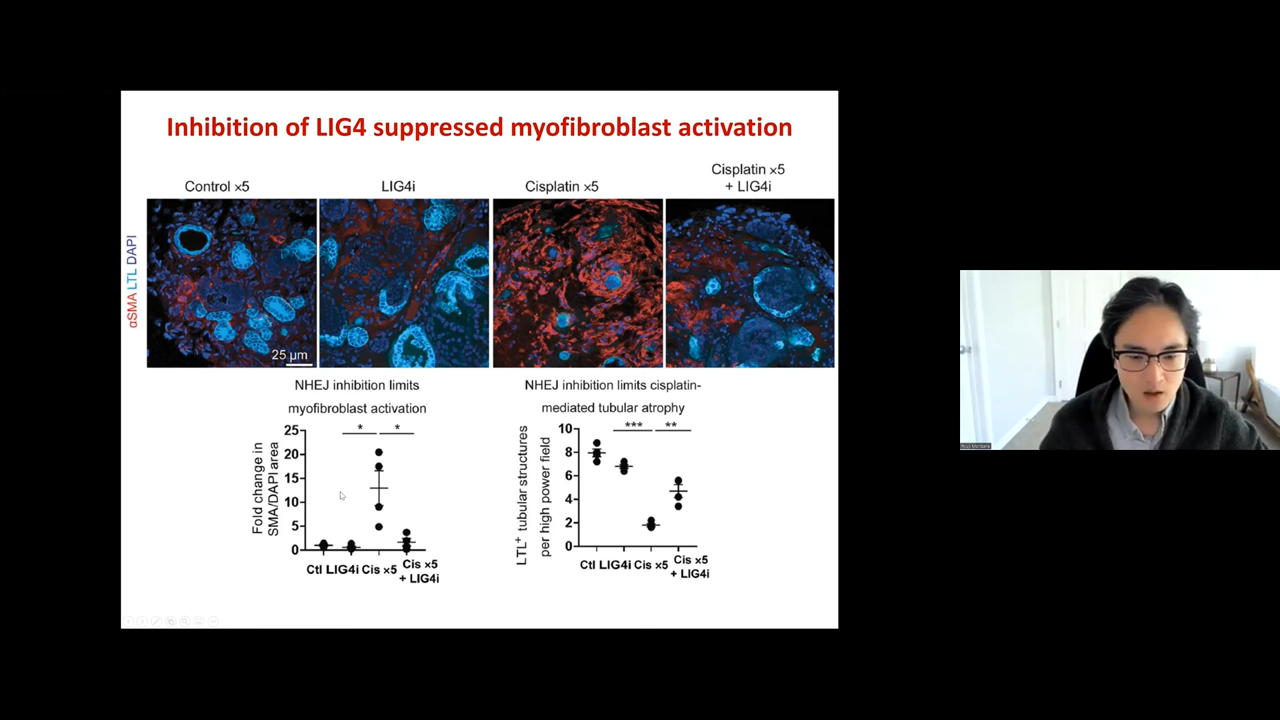 Inhibition of LIG4 suppressed myofibroblast activation
Control ×5
LIG4i
Cisplatin ×5
Cisplatin ×5
+ LIG4i
αSMA LTL DAPI
25 µm
NHEJ inhibition limits
myofibroblast activation
* *
Fold change in
SMA/DAPI area
25
20
15
10
5
0
Ctl LIG4i Cis ×5 Cis ×5
+ LIG4i
NHEJ inhibition limits cisplatin-
mediated tubular atrophy
*** **
LTL+ tubular structures
per high power field
10
8
6
4
2
0
Ctl LIG4i Cis ×5 Cis ×5
+ LIG4i